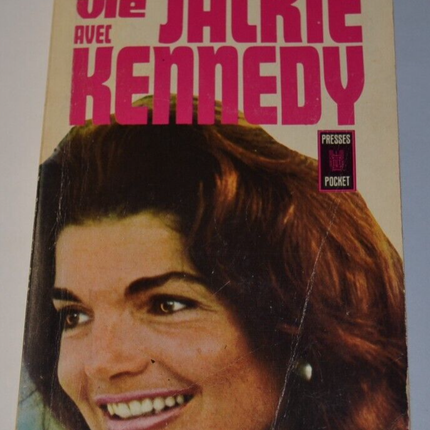 vie JACKIE
AVEC
KENNEDY
PRESSES
POCKET